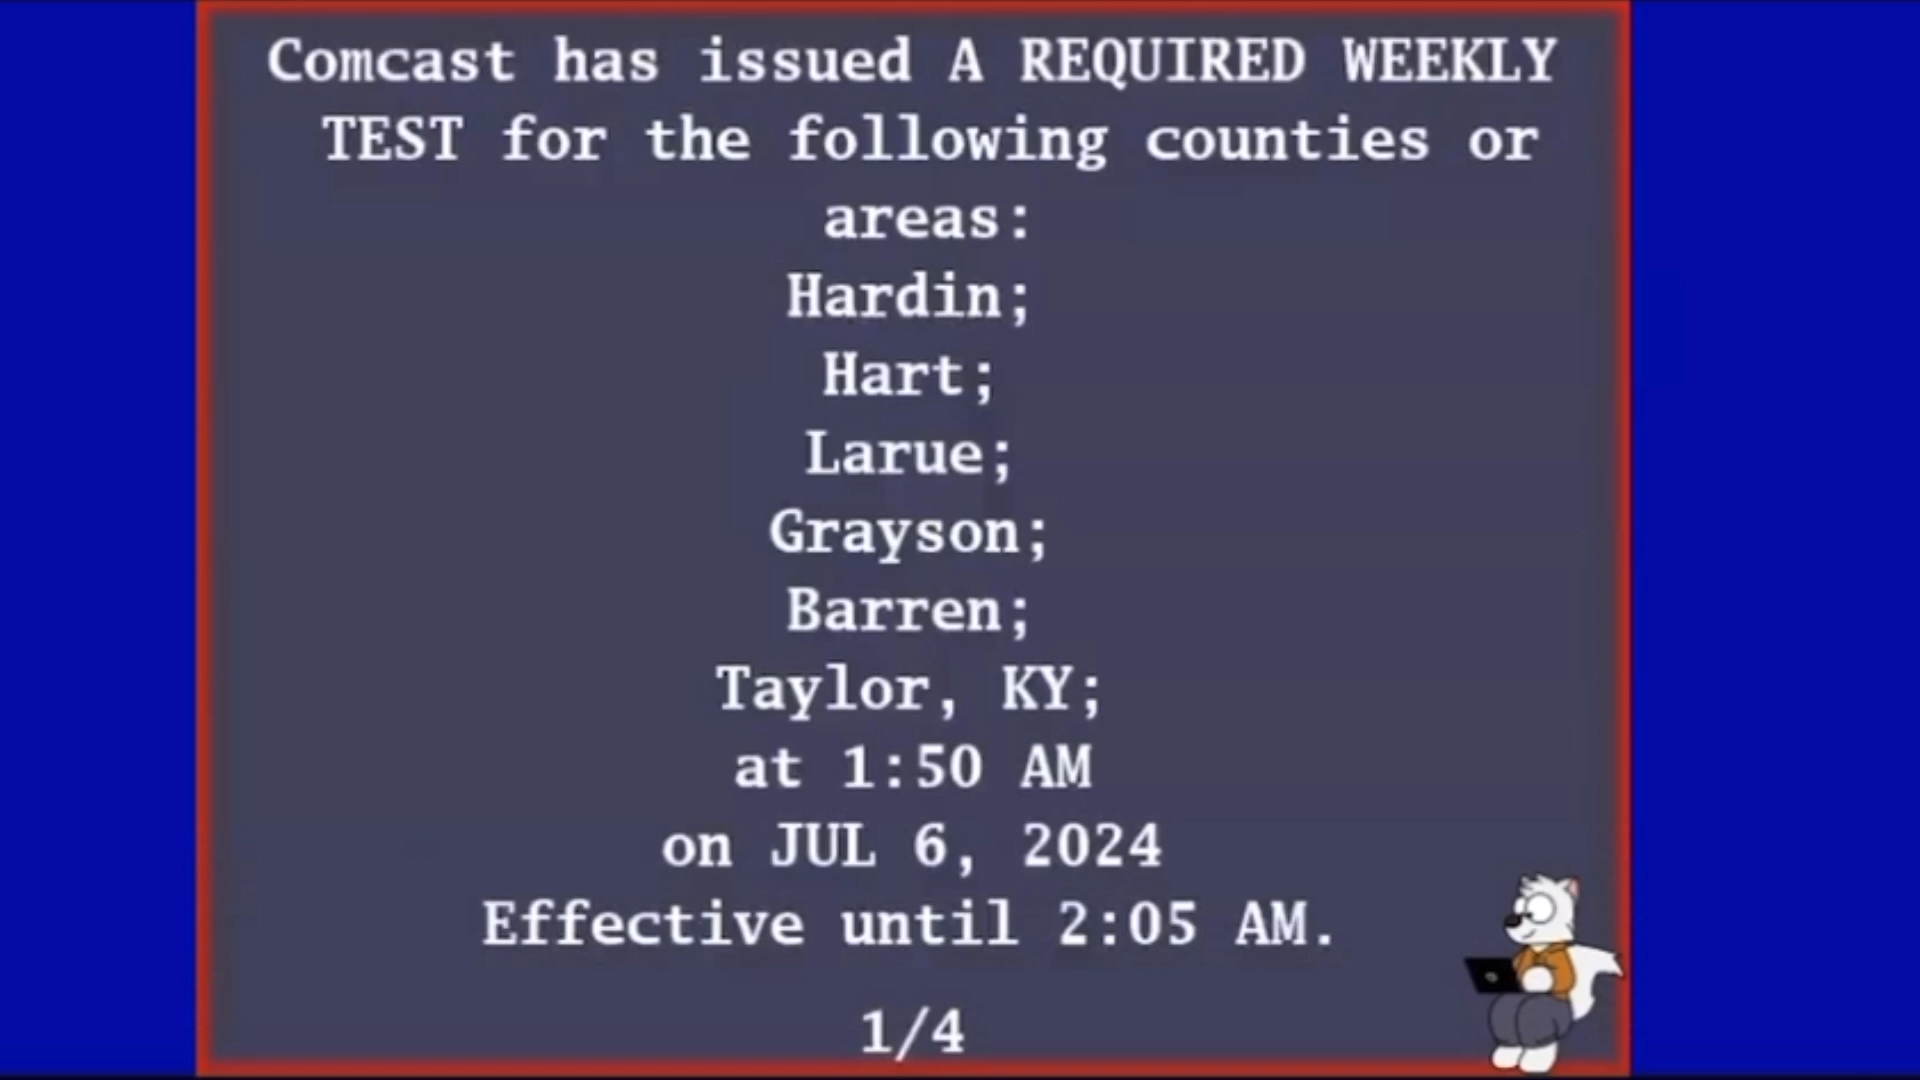 Comcast has issued A REQUIRED WEEKLY
TEST for the following counties or
areas:
Hardin;
Hart;
Larue;
Grayson;
Barren;
Taylor, KY;
at 1:50 AM
on JUL 6, 2024
Effective until 2:05 AM.
1/4